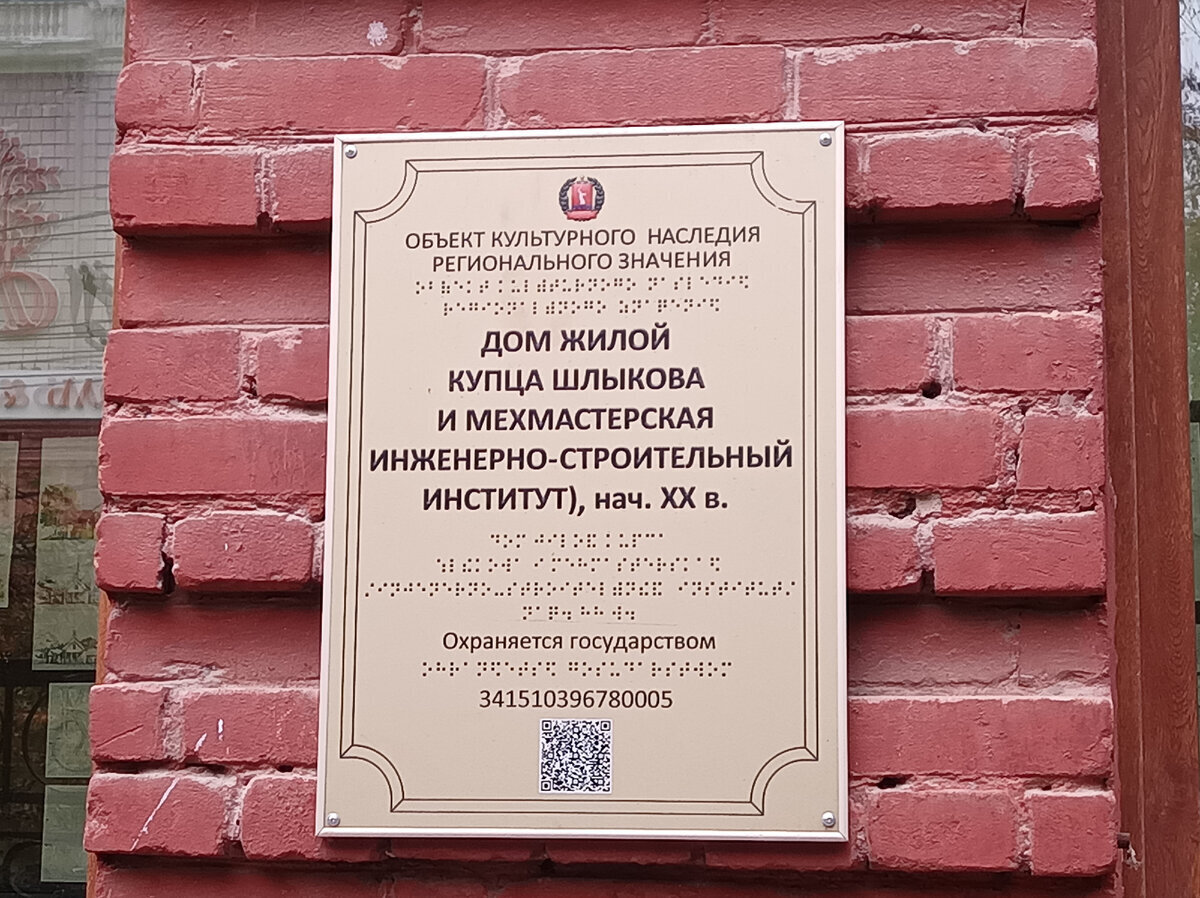 ОБЪЕКТ КУЛЬТУРНОГО НАСЛЕДИЯ
РЕГИОНАЛЬНОГО ЗНАЧЕНИЯ
ДОМ ЖИЛОЙ
КУПЦА ШЛЫКОВА
И МЕХМАСТЕРСКАЯ
ИНЖЕНЕРНО-СТРОИТЕЛЬНЫЙ
ИНСТИТУТ), нач. XX в.
Охраняется государством
341510396780005